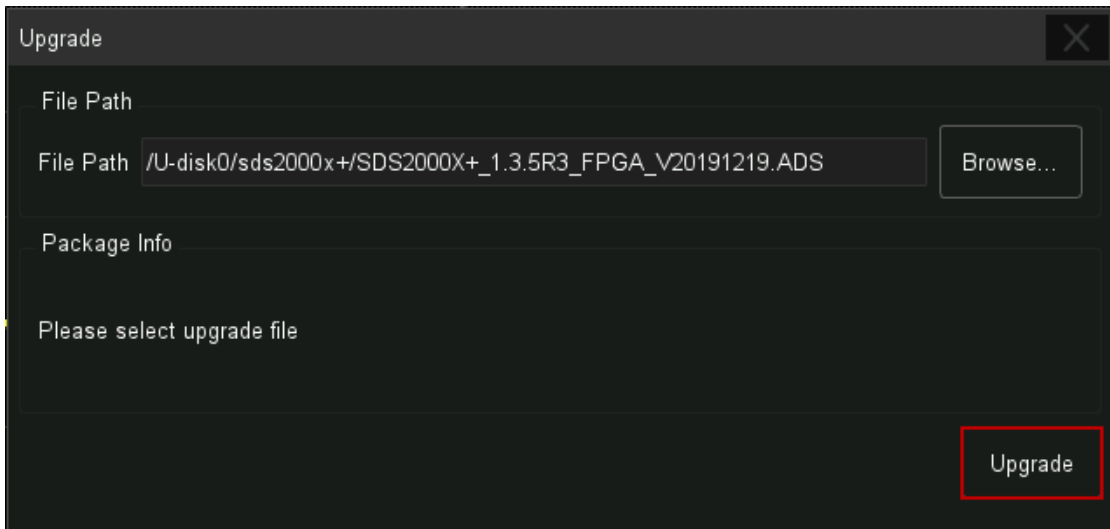 Upgrade
File Path
File Path /U-disk0/sds2000x+/SDS2000X+_1.3.5R3_FPGA_V20191219.ADS Browse...
Package Info
Please select upgrade file
Upgrade